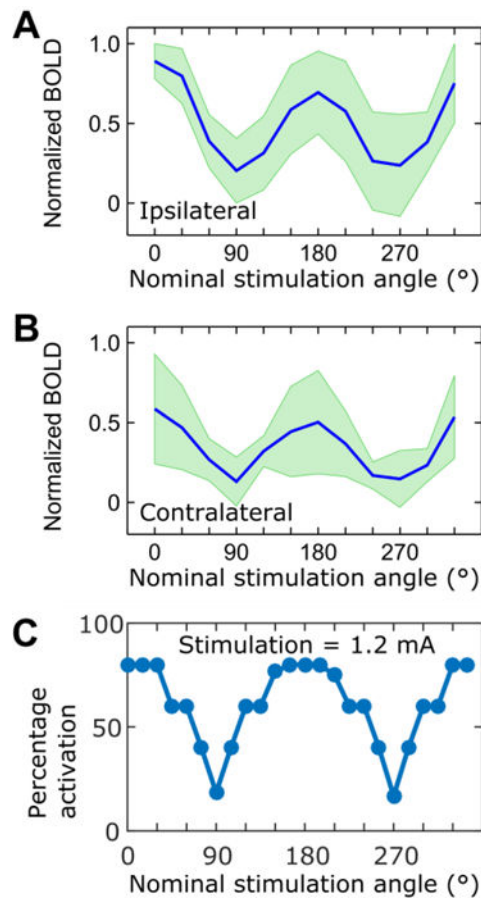 A
Normalized BOLD
1.0
0.5
0
Ipsilateral
0 90 180 270
Nominal stimulation angle (°)
B
Normalized BOLD
1.0
0.5
0
Contralateral
0 90 180 270
Nominal stimulation angle (°)
C
Percentage
activation
100
50
0
Stimulation = 1.2 mA
0 90 180 270
Nominal stimulation angle (°)